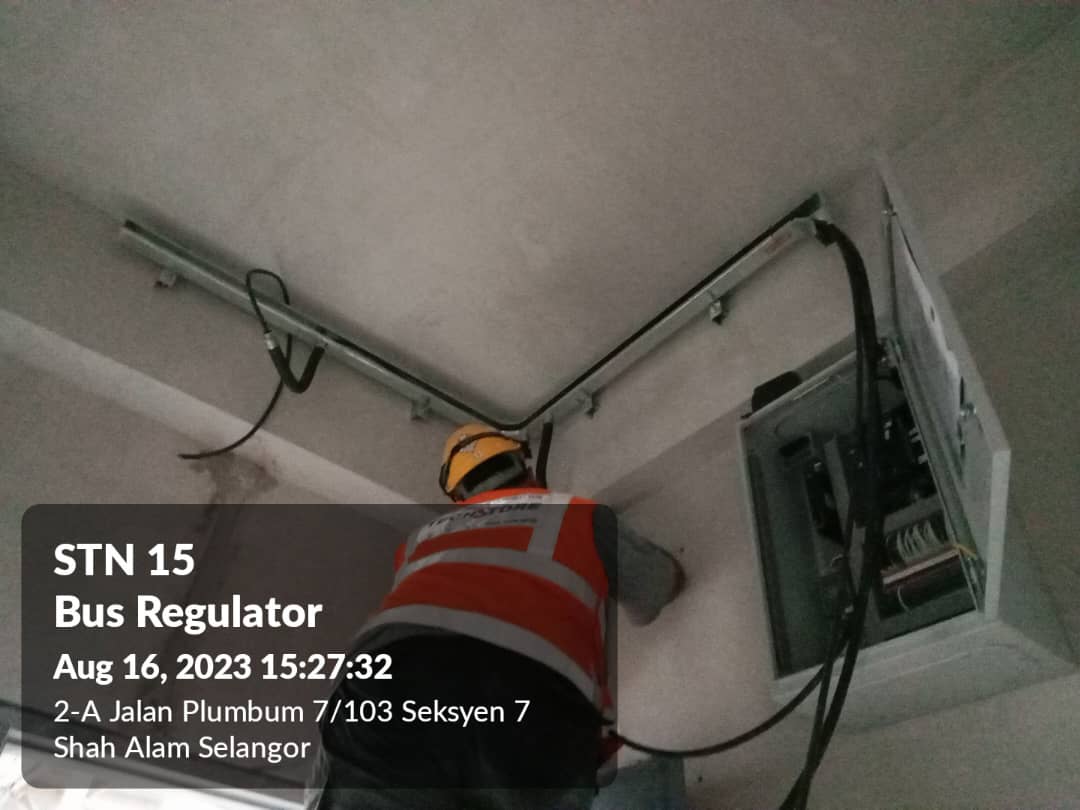 STN 15
Bus Regulator
Aug 16, 2023 15:27:32
2-A Jalan Plumbum 7/103 Seksyen 7
Shah Alam Selangor